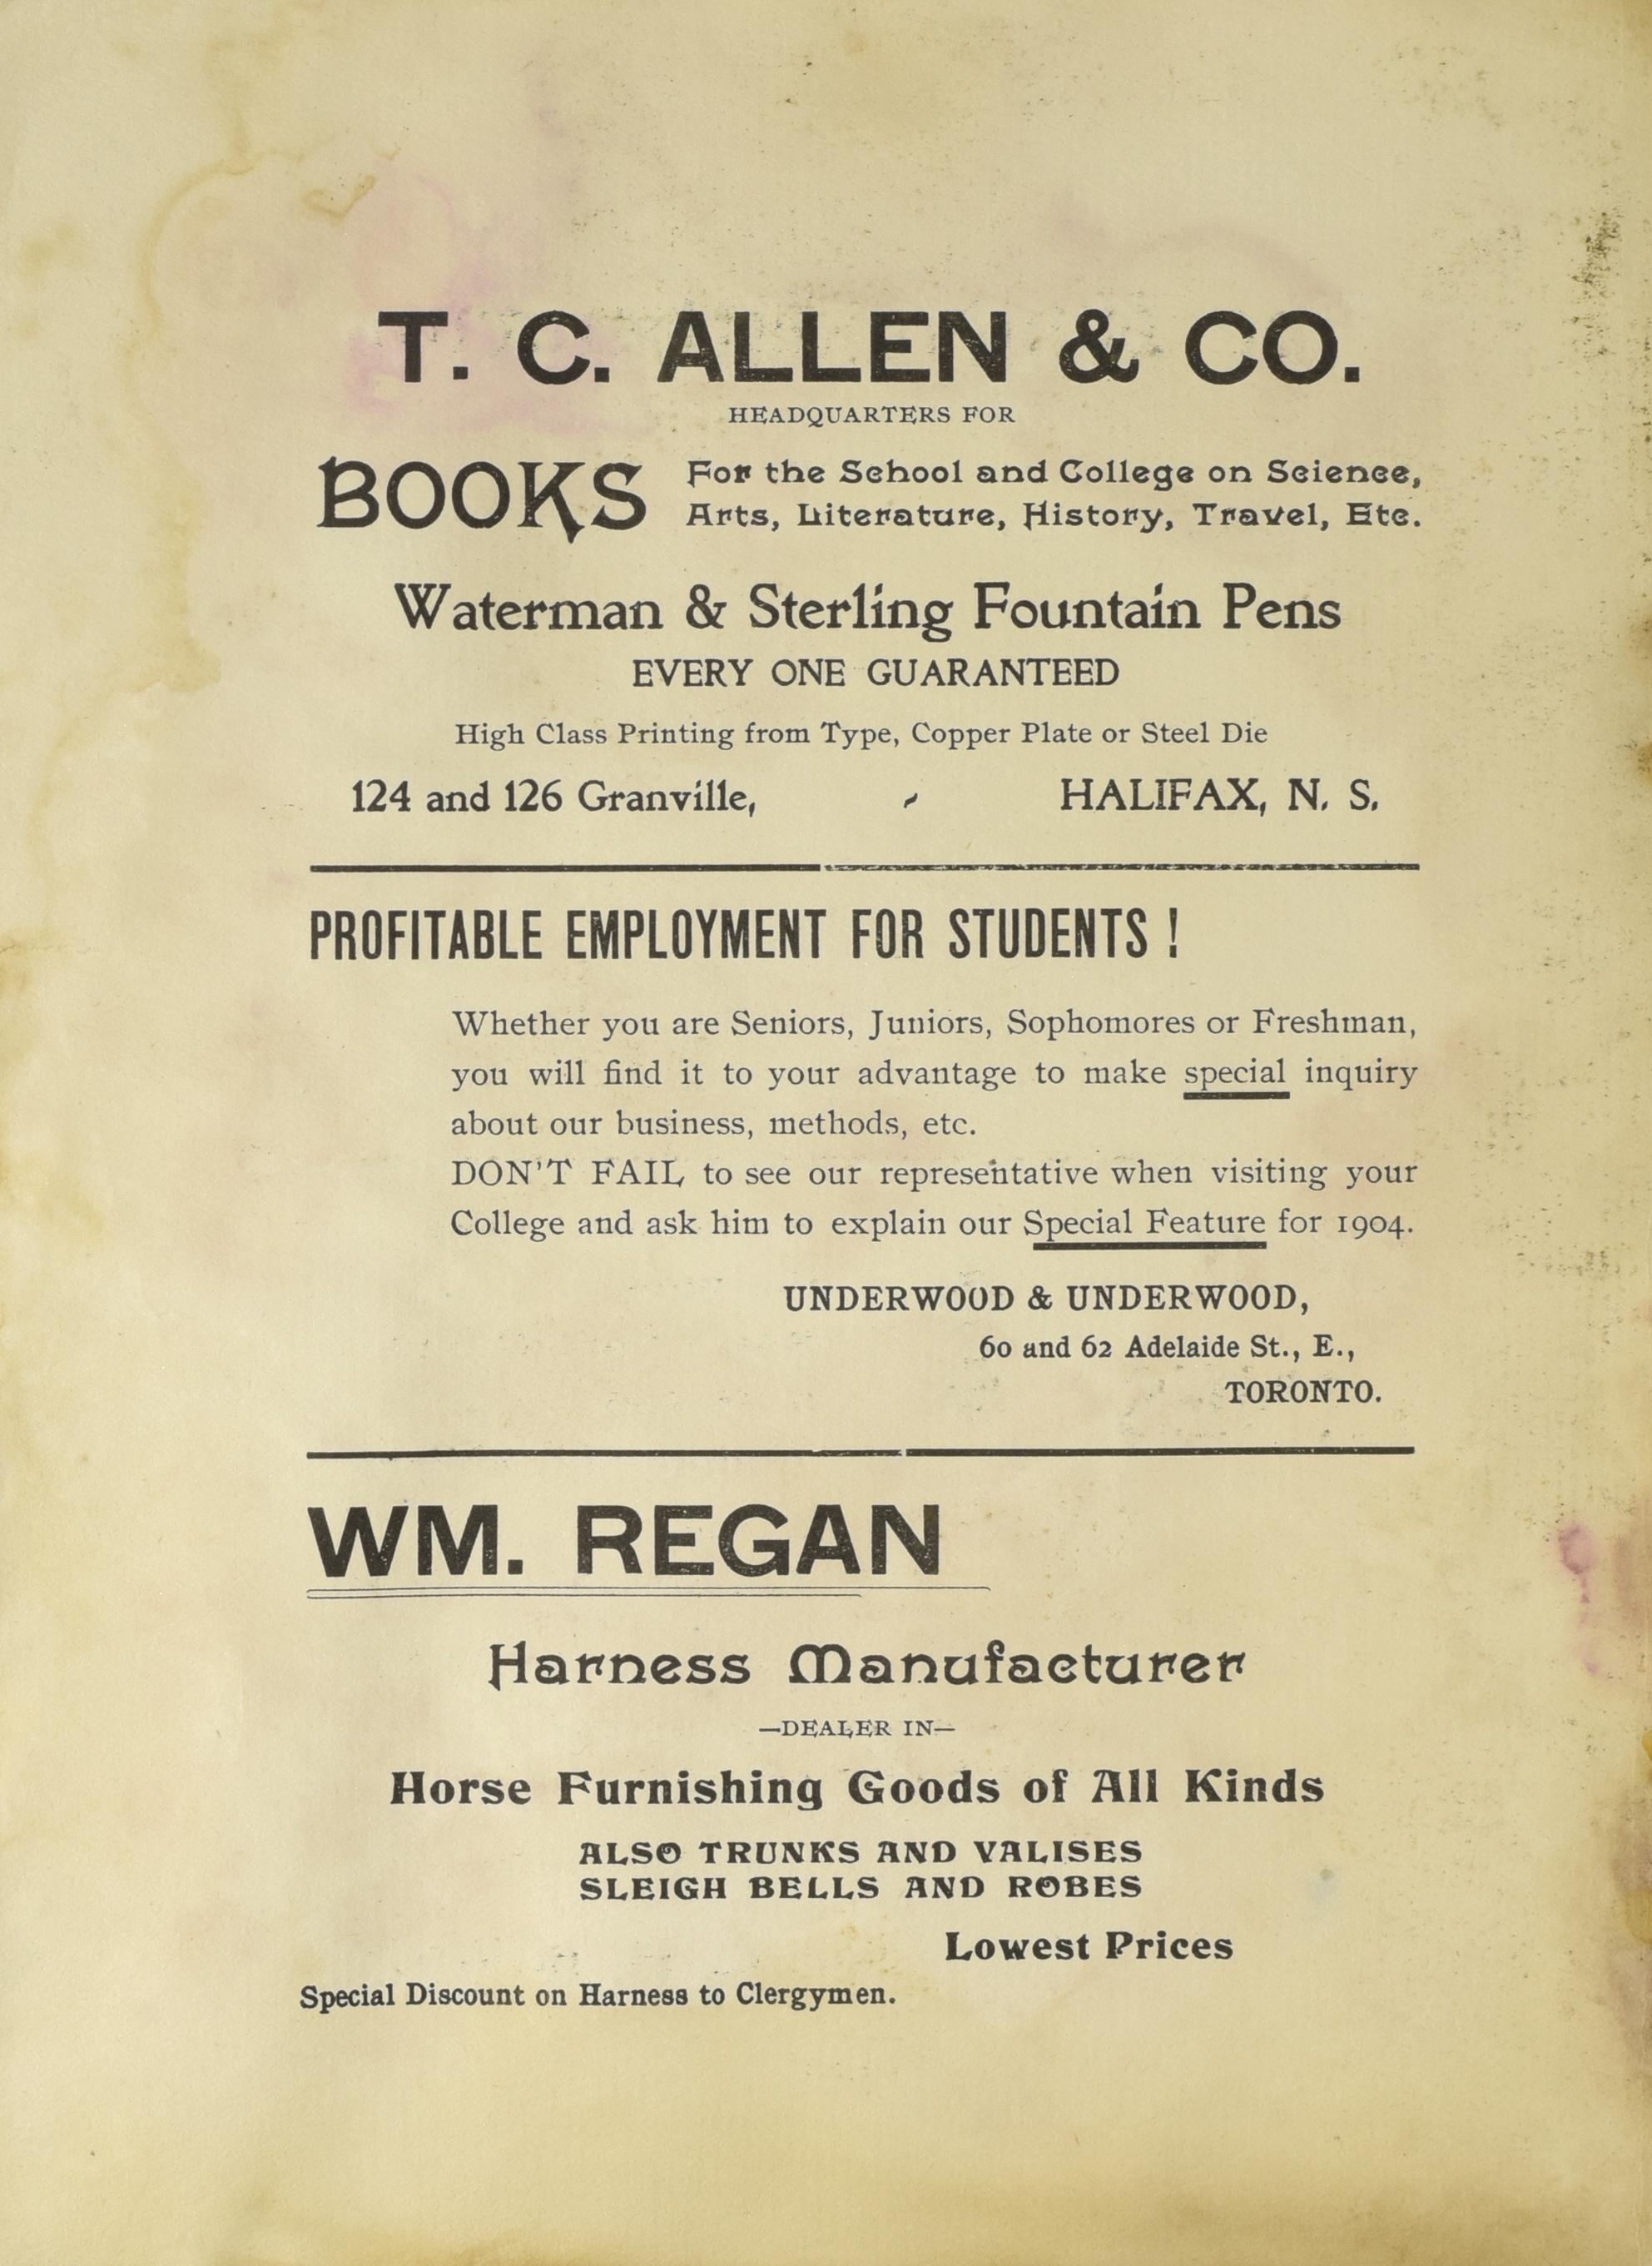 T. C. ALLEN & CO.
HEADQUARTERS FOR
BOOKS For the School and College on Science,
Arts, Literature, History, Travel, Etc.
Waterman & Sterling Fountain Pens
EVERY ONE GUARANTEED
High Class Printing from Type, Copper Plate or Steel Die
124 and 126 Granville, - HALIFAX, N. S.
PROFITABLE EMPLOYMENT FOR STUDENTS !
Whether you are Seniors, Juniors, Sophomores or Freshman,
you will find it to your advantage to make special inquiry
about our business, methods, etc.
DON'T FAIL to see our representative when visiting your
College and ask him to explain our Special Feature for 1904.
UNDERWOOD & UNDERWOOD,
60 and 62 Adelaide St., E.,
TORONTO.
WM. REGAN
Harness Manufacturer
—DEALER IN—
Horse Furnishing Goods of All Kinds
ALSO TRUNKS AND VALISES
SLEIGH BELLS AND ROBES
Lowest Prices
Special Discount on Harness to Clergymen.